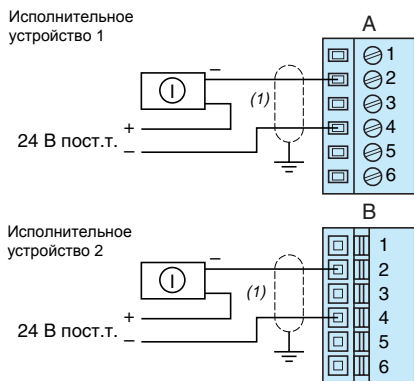 Исполнительное
устройство 1
A
1
–
2
(1)
3
+
4
24 В пост.т.
–
5
6
B
Исполнительное
устройство 2
1
–
2
(1)
3
+
4
24 В пост.т.
–
5
6